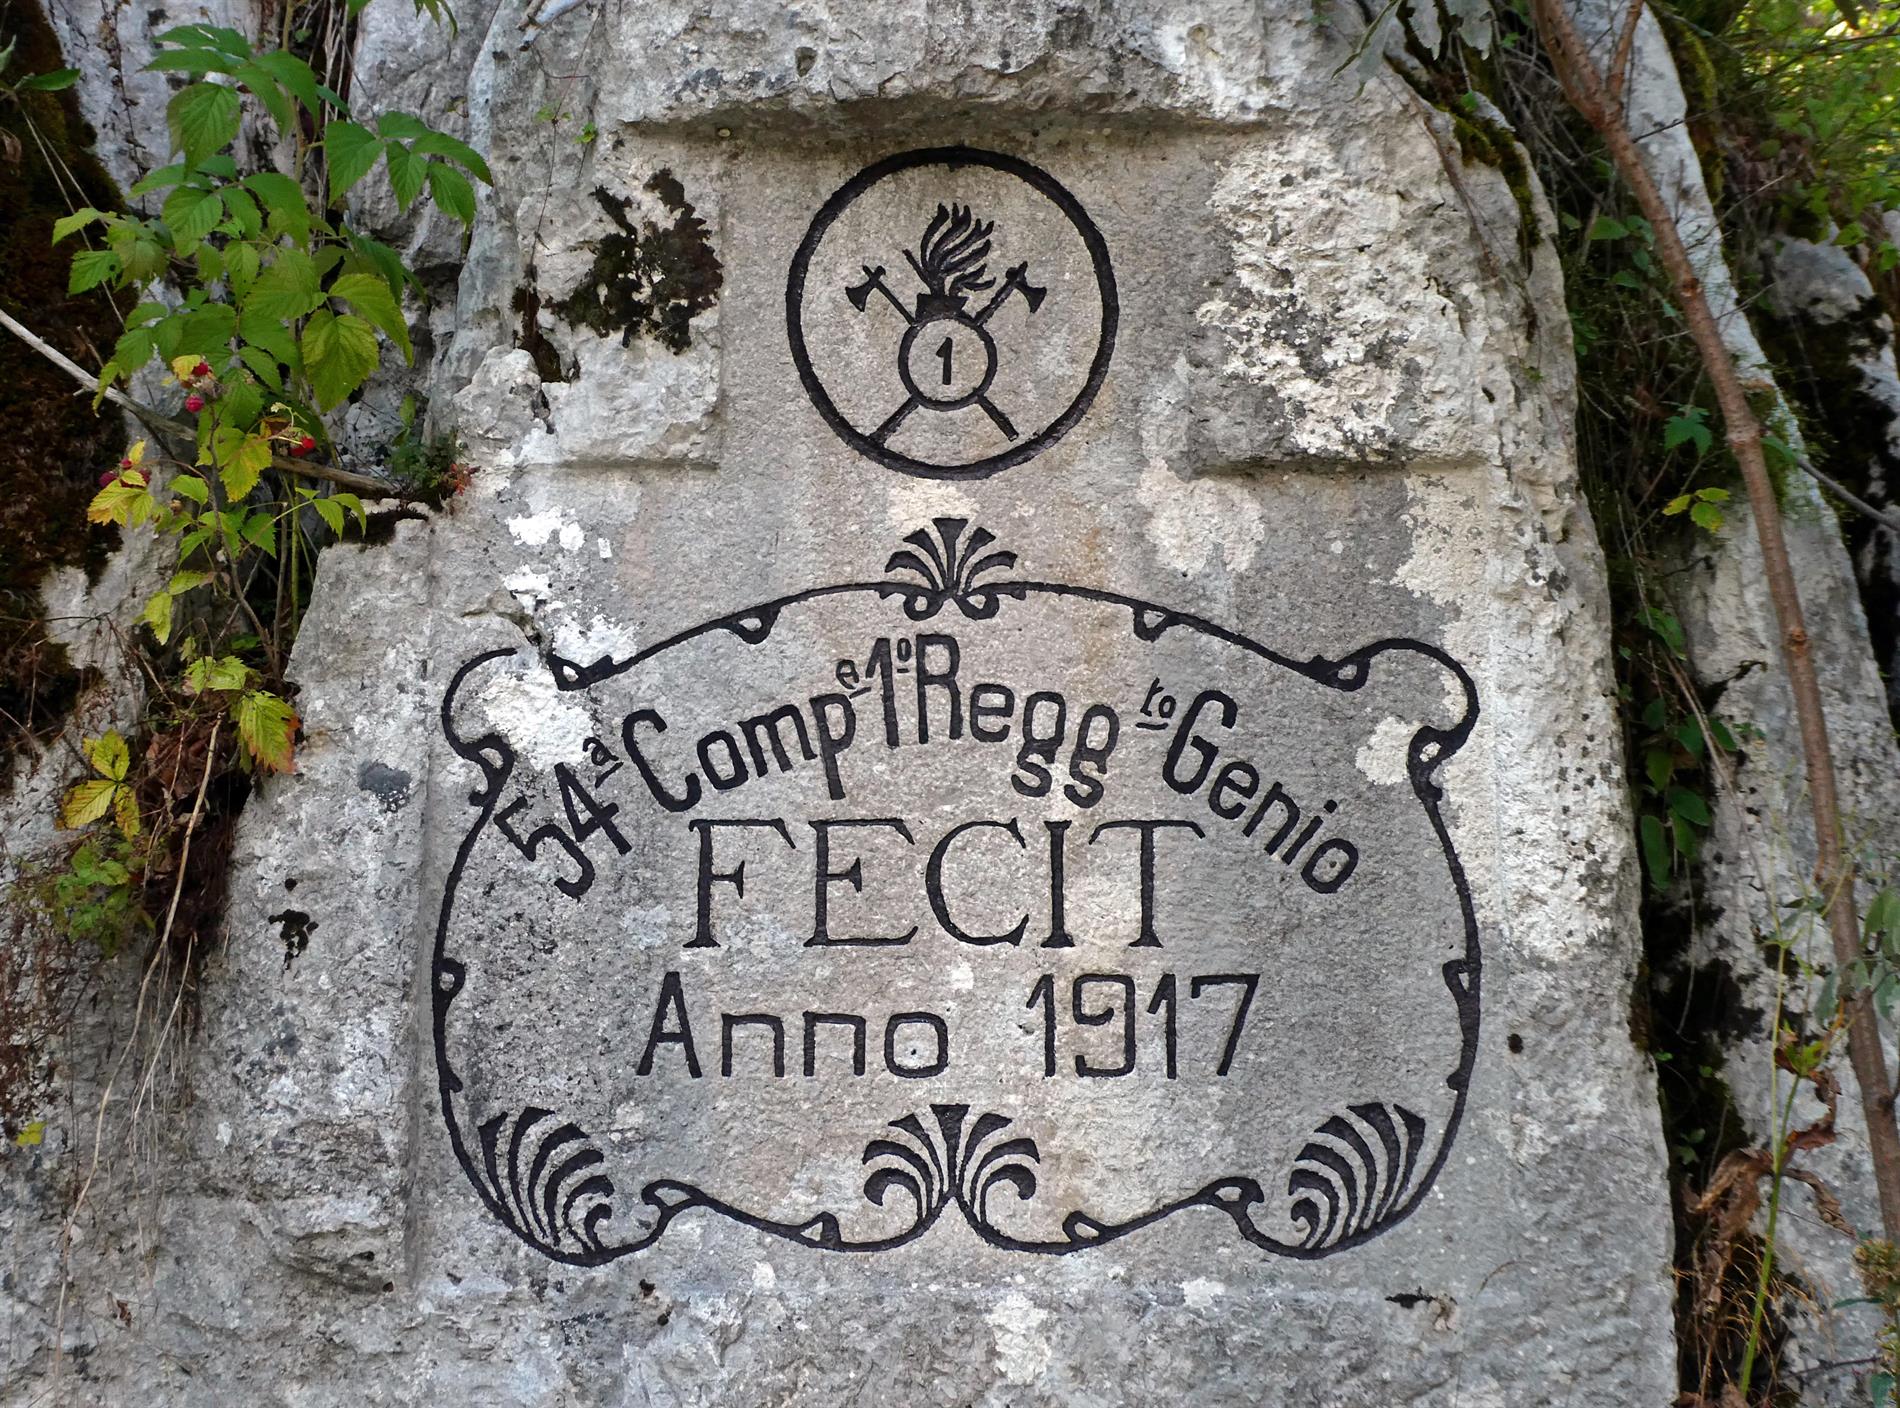 1
54ª Compª 1º Reggto Genio
FECIT
Anno 1917